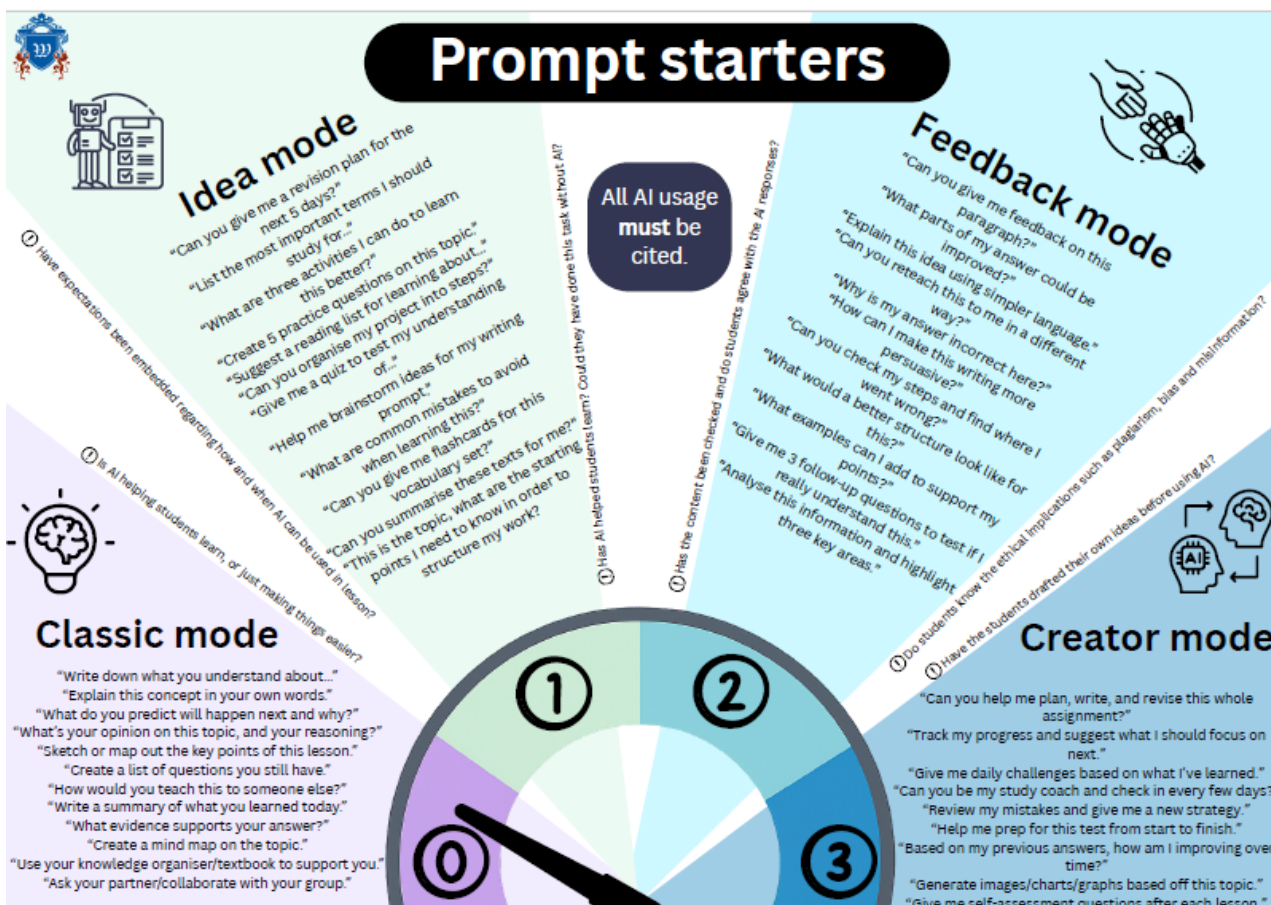 Prompt starters
W
All AI usage
must be
cited.
Idea mode
“Can you give me a revision plan for the
next 5 days?”
“List the most important terms I should
study for...”
“What are three activities I can do to learn
this better?”
“Create 5 practice questions on this topic.”
“Suggest a reading list for learning about...”
“Can you organise my project into steps?”
“Give me a quiz to test my understanding
of...”
“Help me brainstorm ideas for my writing
prompt.”
“What are common mistakes to avoid
when learning this?”
“Can you give me flashcards for this
vocabulary set?”
“Can you summarise these texts for me?”
“This is the topic, what are the starting
points I need to know in order to
structure my work?
Feedback mode
“Can you give me feedback on this
paragraph?”
“What parts of my answer could be
improved?”
“Explain this idea using simpler language.”
“Can you reteach this to me in a different
way?”
“Why is my answer incorrect here?”
“How can I make this writing more
persuasive?”
“Can you check my steps and find where I
went wrong?”
“What would a better structure look like for
this?”
“What examples can I add to support my
points?”
“Give me 3 follow-up questions to test if I
really understand this.”
“Analyse this information and highlight
three key areas.”
Have expectations been embedded regarding how and when AI can be used in lesson?
Is AI helping students learn, or just making things easier?
Has AI helped students learn? Could they have done this task without AI?
Has the content been checked and do students agree with the AI responses?
Do students know the ethical implications such as plagiarism, bias and misinformation?
Have the students drafted their own ideas before using AI?
Classic mode
“Write down what you understand about...”
“Explain this concept in your own words.”
“What do you predict will happen next and why?”
“What’s your opinion on this topic, and your reasoning?”
“Sketch or map out the key points of this lesson.”
“Create a list of questions you still have.”
“How would you teach this to someone else?”
“Write a summary of what you learned today.”
“What evidence supports your answer?”
“Create a mind map on the topic.”
“Use your knowledge organiser/textbook to support you.”
“Ask your partner/collaborate with your group.”
AI
Creator mode
“Can you help me plan, write, and revise this whole
assignment?”
“Track my progress and suggest what I should focus on
next.”
“Give me daily challenges based on what I’ve learned.”
“Can you be my study coach and check in every few days?
“Review my mistakes and give me a new strategy.”
“Help me prep for this test from start to finish.”
“Based on my previous answers, how am I improving over
time?”
“Generate images/charts/graphs based off this topic.”
“Give me self-assessment questions after each lesson.”
0
1
2
3